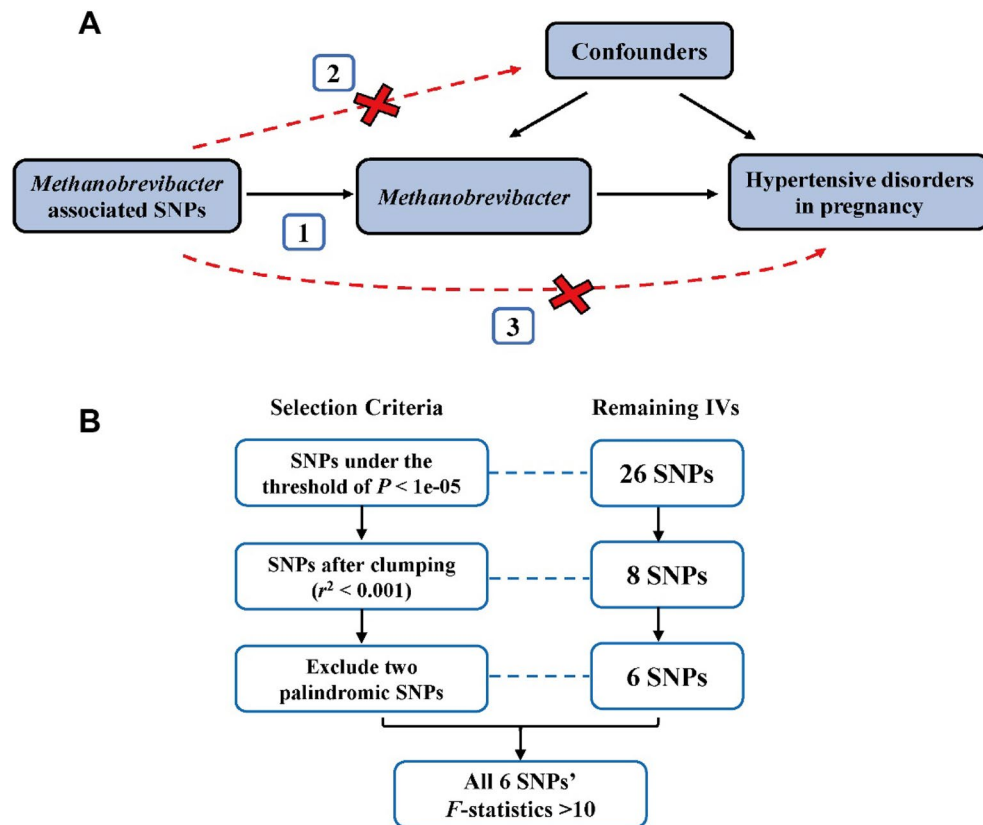 A
Confounders
2
Methanobrevibacter
associated SNPs
1
Methanobrevibacter
Hypertensive disorders
in pregnancy
3
B
Selection Criteria
Remaining IVs
SNPs under the
threshold of P < 1e-05
26 SNPs
SNPs after clumping
(r² < 0.001)
8 SNPs
Exclude two
palindromic SNPs
6 SNPs
All 6 SNPs’
F-statistics >10